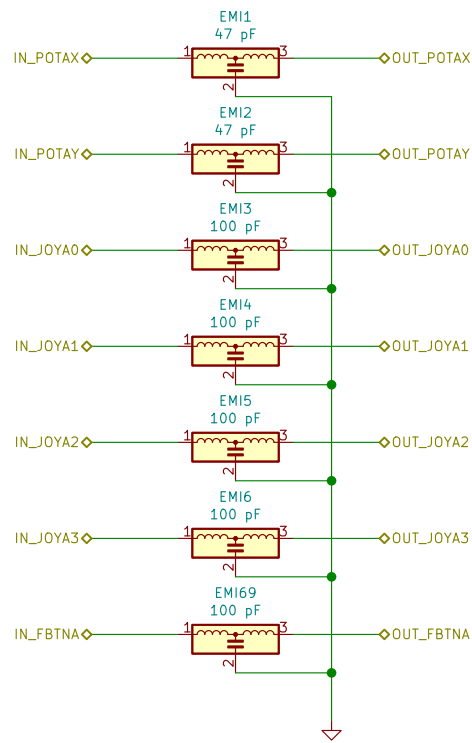 EMI1
47 pF
IN_POTAX 1 3 OUT_POTAX
2
EMI2
47 pF
IN_POTAY 1 3 OUT_POTAY
2
EMI3
100 pF
IN_JOYA0 1 3 OUT_JOYA0
2
EMI4
100 pF
IN_JOYA1 1 3 OUT_JOYA1
2
EMI5
100 pF
IN_JOYA2 1 3 OUT_JOYA2
2
EMI6
100 pF
IN_JOYA3 1 3 OUT_JOYA3
2
EMI69
100 pF
IN_FBTNA 1 3 OUT_FBTNA
2